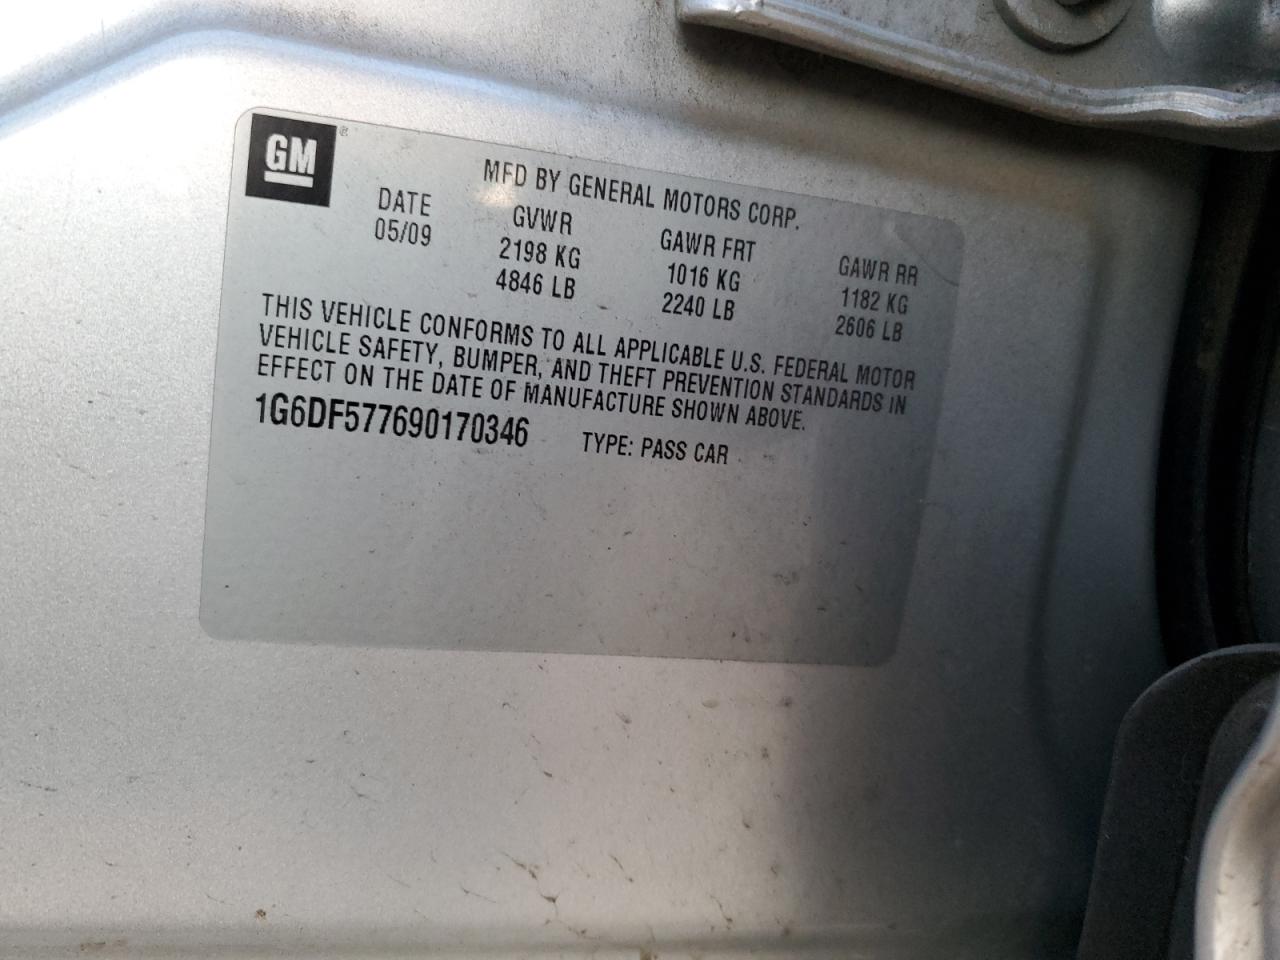 GM ®
MFD BY GENERAL MOTORS CORP.
DATE GVWR GAWR FRT GAWR RR
05/09 2198 KG 1016 KG 1182 KG
4846 LB 2240 LB 2606 LB
THIS VEHICLE CONFORMS TO ALL APPLICABLE U.S. FEDERAL MOTOR
VEHICLE SAFETY, BUMPER, AND THEFT PREVENTION STANDARDS IN
EFFECT ON THE DATE OF MANUFACTURE SHOWN ABOVE.
1G6DF577690170346 TYPE: PASS CAR